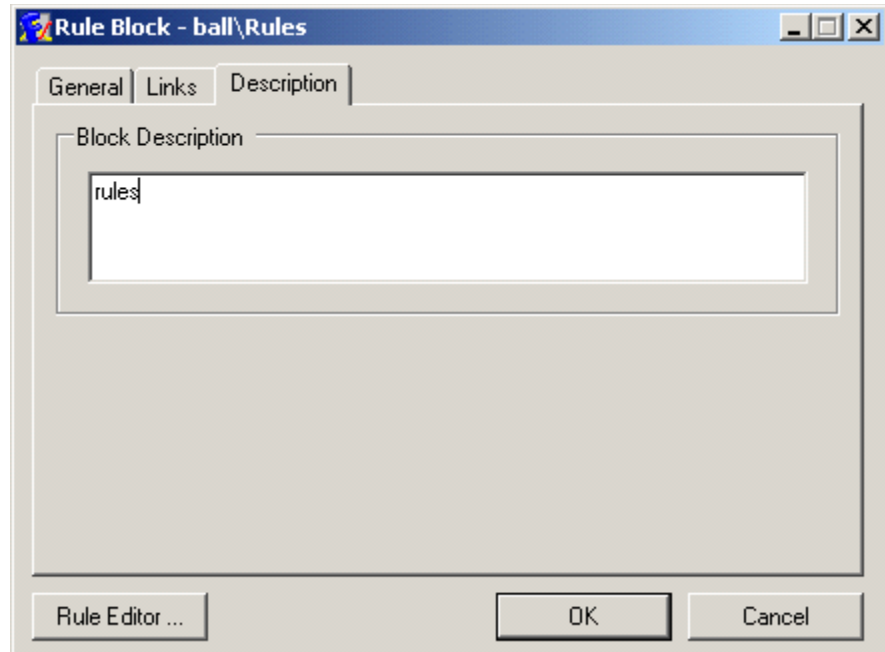 Rule Block - ball\Rules
General Links Description
Block Description
rules
Rule Editor ... OK Cancel